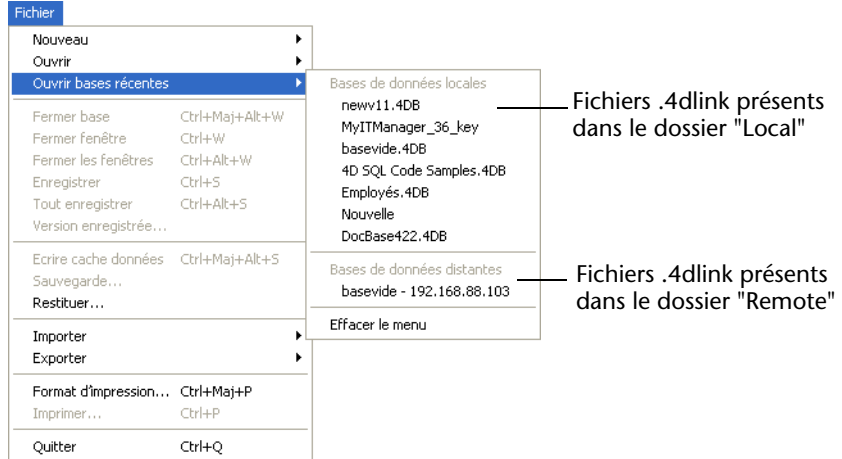 Fichier
Nouveau
Ouvrir
Ouvrir bases récentes
Fermer base Ctrl+Maj+Alt+W
Fermer fenêtre Ctrl+W
Fermer les fenêtres Ctrl+Alt+W
Enregistrer Ctrl+S
Tout enregistrer Ctrl+Alt+S
Version enregistrée...
Ecrire cache données Ctrl+Maj+Alt+S
Sauvegarde...
Restituer...
Importer
Exporter
Format d'impression... Ctrl+Maj+P
Imprimer... Ctrl+P
Quitter Ctrl+Q
Bases de données locales
newv11.4DB
MyITManager_36_key
basevide.4DB
4D SQL Code Samples.4DB
Employés.4DB
Nouvelle
DocBase422.4DB
Bases de données distantes
basevide - 192.168.88.103
Effacer le menu
Fichiers .4dlink présents
dans le dossier "Local"
Fichiers .4dlink présents
dans le dossier "Remote"